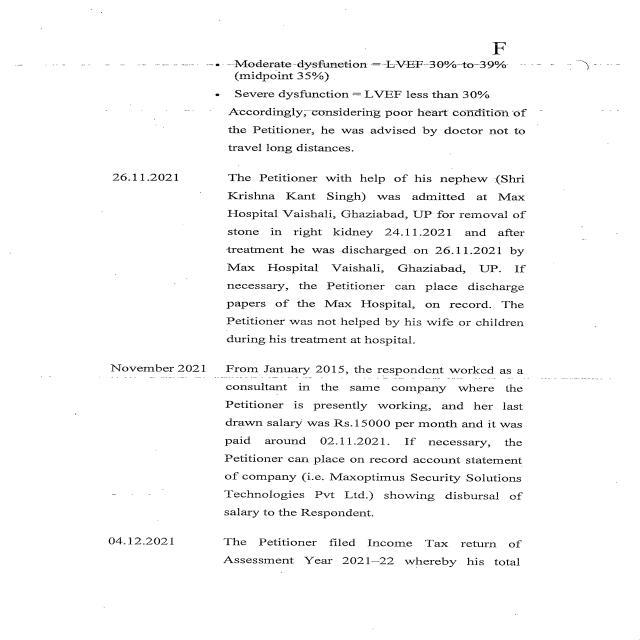 F
• Moderate dysfunction = LVEF 30% to 39%
(midpoint 35%)
• Severe dysfunction = LVEF less than 30%
Accordingly, considering poor heart condition of
the Petitioner, he was advised by doctor not to
travel long distances.
26.11.2021 The Petitioner with help of his nephew (Shri
Krishna Kant Singh) was admitted at Max
Hospital Vaishali, Ghaziabad, UP for removal of
stone in right kidney 24.11.2021 and after
treatment he was discharged on 26.11.2021 by
Max Hospital Vaishali, Ghaziabad, UP. If
necessary, the Petitioner can place discharge
papers of the Max Hospital, on record. The
Petitioner was not helped by his wife or children
during his treatment at hospital.
November 2021 From January 2015, the respondent worked as a
consultant in the same company where the
Petitioner is presently working, and her last
drawn salary was Rs.15000 per month and it was
paid around 02.11.2021. If necessary, the
Petitioner can place on record account statement
of company (i.e. Maxoptimus Security Solutions
Technologies Pvt Ltd.) showing disbursal of
salary to the Respondent.
04.12.2021 The Petitioner filed Income Tax return of
Assessment Year 2021–22 whereby his total